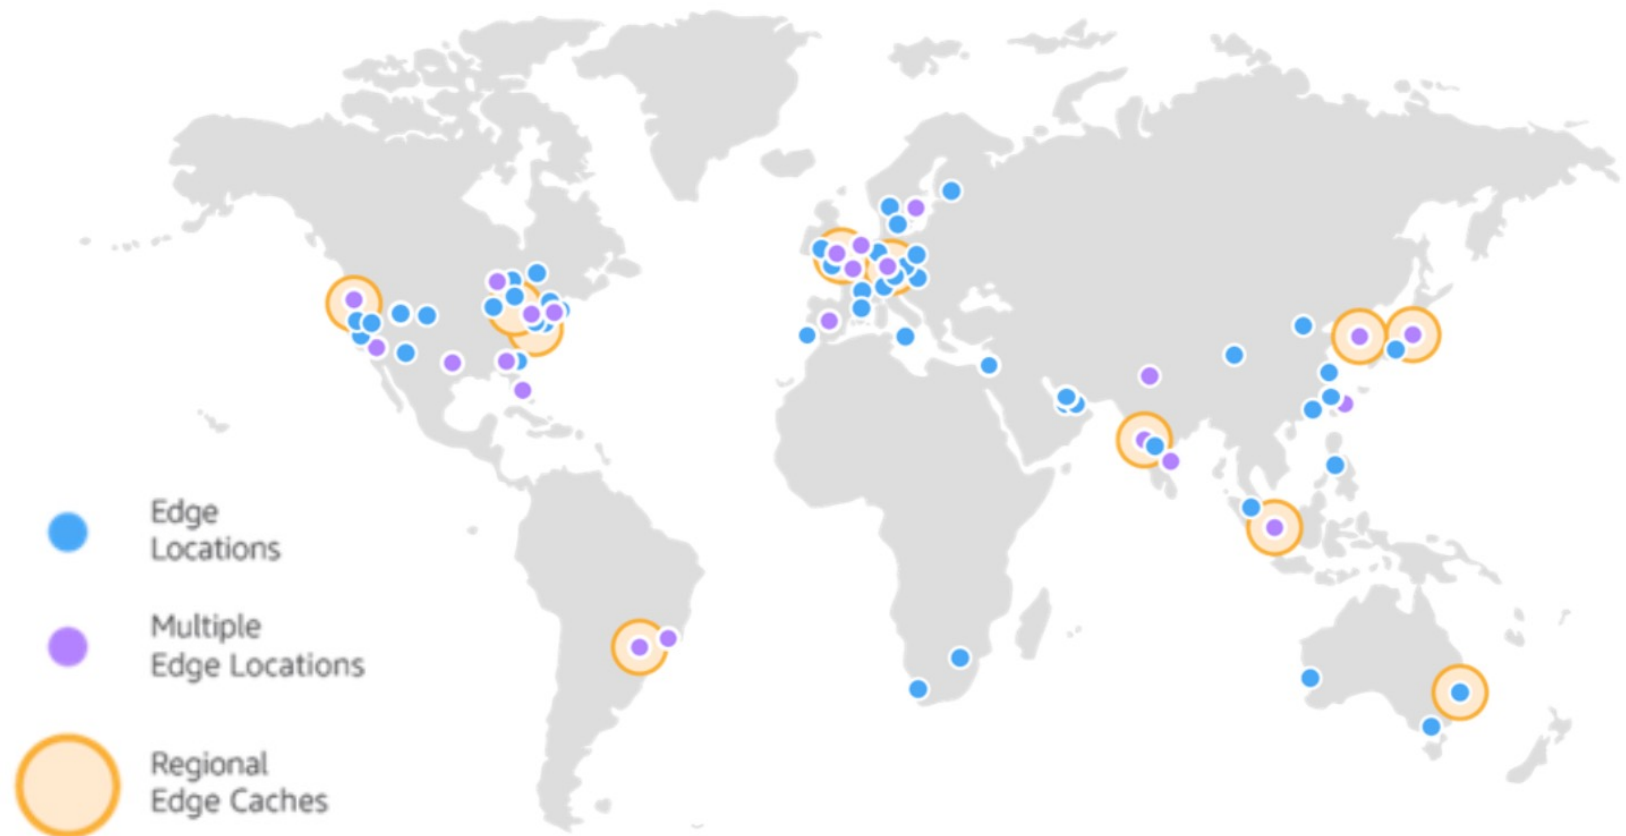 Edge
Locations
Multiple
Edge Locations
Regional
Edge Caches